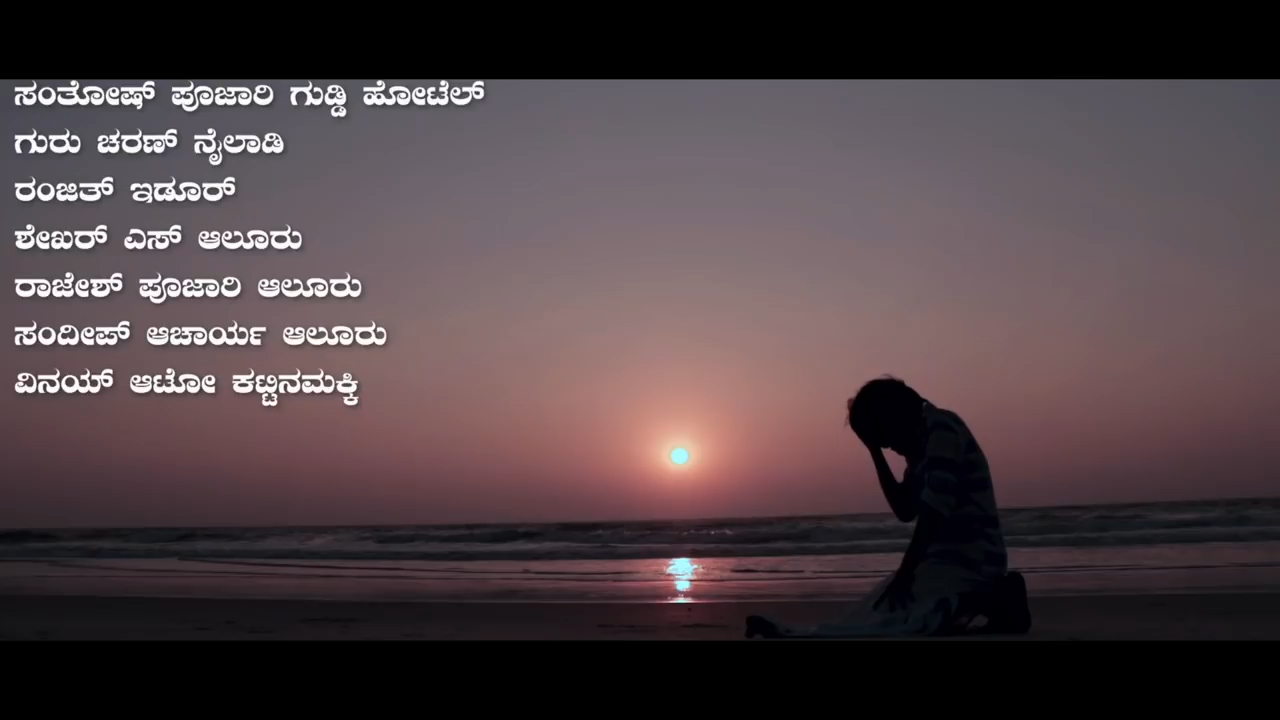 ಸಂತೋಷ್ ಪೂಜಾರಿ ಗುಡ್ಡಿ ಹೋಟೆಲ್
ಗುರು ಚರಣ್ ನೈಲಾಡಿ
ರಂಜಿತ್ ಇಡೂರ್
ಶೇಖರ್ ಎಸ್ ಆಲೂರು
ರಾಜೇಶ್ ಪೂಜಾರಿ ಆಲೂರು
ಸಂದೀಪ್ ಆಚಾರ್ಯ ಆಲೂರು
ವಿನಯ್ ಆಟೋ ಕಟ್ಟಿನಮಕ್ಕಿ